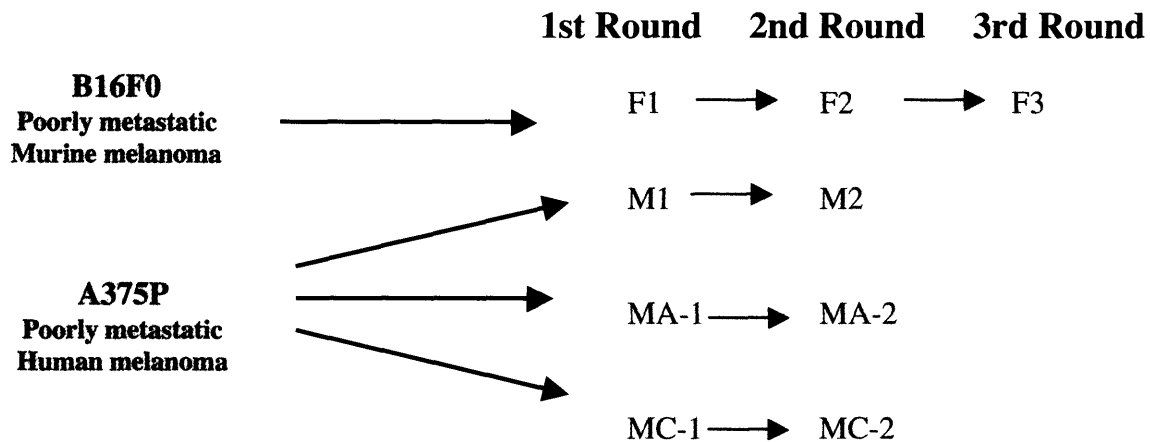 1st Round 2nd Round 3rd Round
B16F0
Poorly metastatic
Murine melanoma
F1 F2 F3
M1 M2
A375P
Poorly metastatic
Human melanoma
MA-1 MA-2
MC-1 MC-2